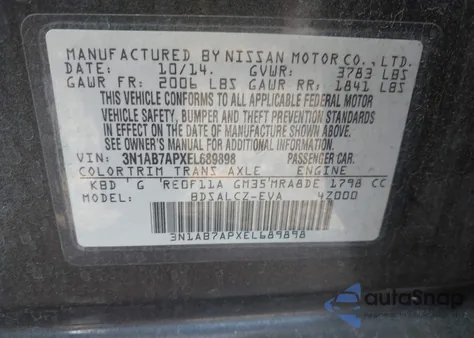 MANUFACTURED BY NISSAN MOTOR CO., LTD.
DATE: 10/14. GVWR: 3783 LBS
GAWR FR: 2006 LBS GAWR RR: 1841 LBS
THIS VEHICLE CONFORMS TO ALL APPLICABLE FEDERAL MOTOR
VEHICLE SAFETY, BUMPER AND THEFT PREVENTION STANDARDS
IN EFFECT ON THE DATE OF MANUFACTURE SHOWN ABOVE.
SEE OWNER'S MANUAL FOR ADDITIONAL INFORMATION.
VIN: 3N1AB7APXEL689898 PASSENGER CAR.
COLOR TRIM TRANS AXLE ENGINE
KBD G RE0F11A GM35 MRA8DE 1798 CC
MODEL: BDSALCZ-EVA 4Z000
3N1AB7APXEL689898
autoSnap